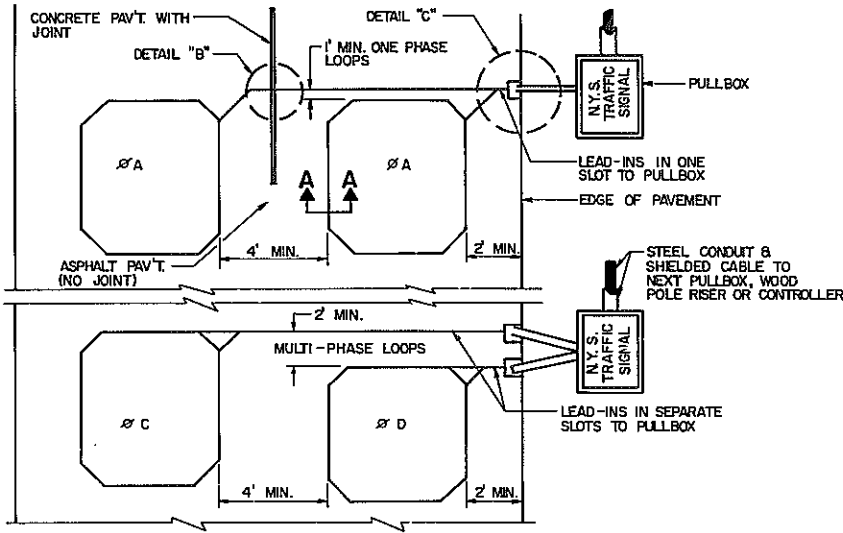 CONCRETE PAV'T. WITH
JOINT
DETAIL "B"
DETAIL "C"
1' MIN. ONE PHASE
LOOPS
N.Y.S.
TRAFFIC
SIGNAL
PULLBOX
ØA
ØA
A A
LEAD-INS IN ONE
SLOT TO PULLBOX
EDGE OF PAVEMENT
4' MIN.
2' MIN.
ASPHALT PAV'T.
(NO JOINT)
STEEL CONDUIT &
SHIELDED CABLE TO
NEXT PULLBOX, WOOD
POLE RISER OR CONTROLLER
2' MIN.
MULTI-PHASE LOOPS
N.Y.S.
TRAFFIC
SIGNAL
LEAD-INS IN SEPARATE
SLOTS TO PULLBOX
ØC
ØD
4' MIN.
2' MIN.